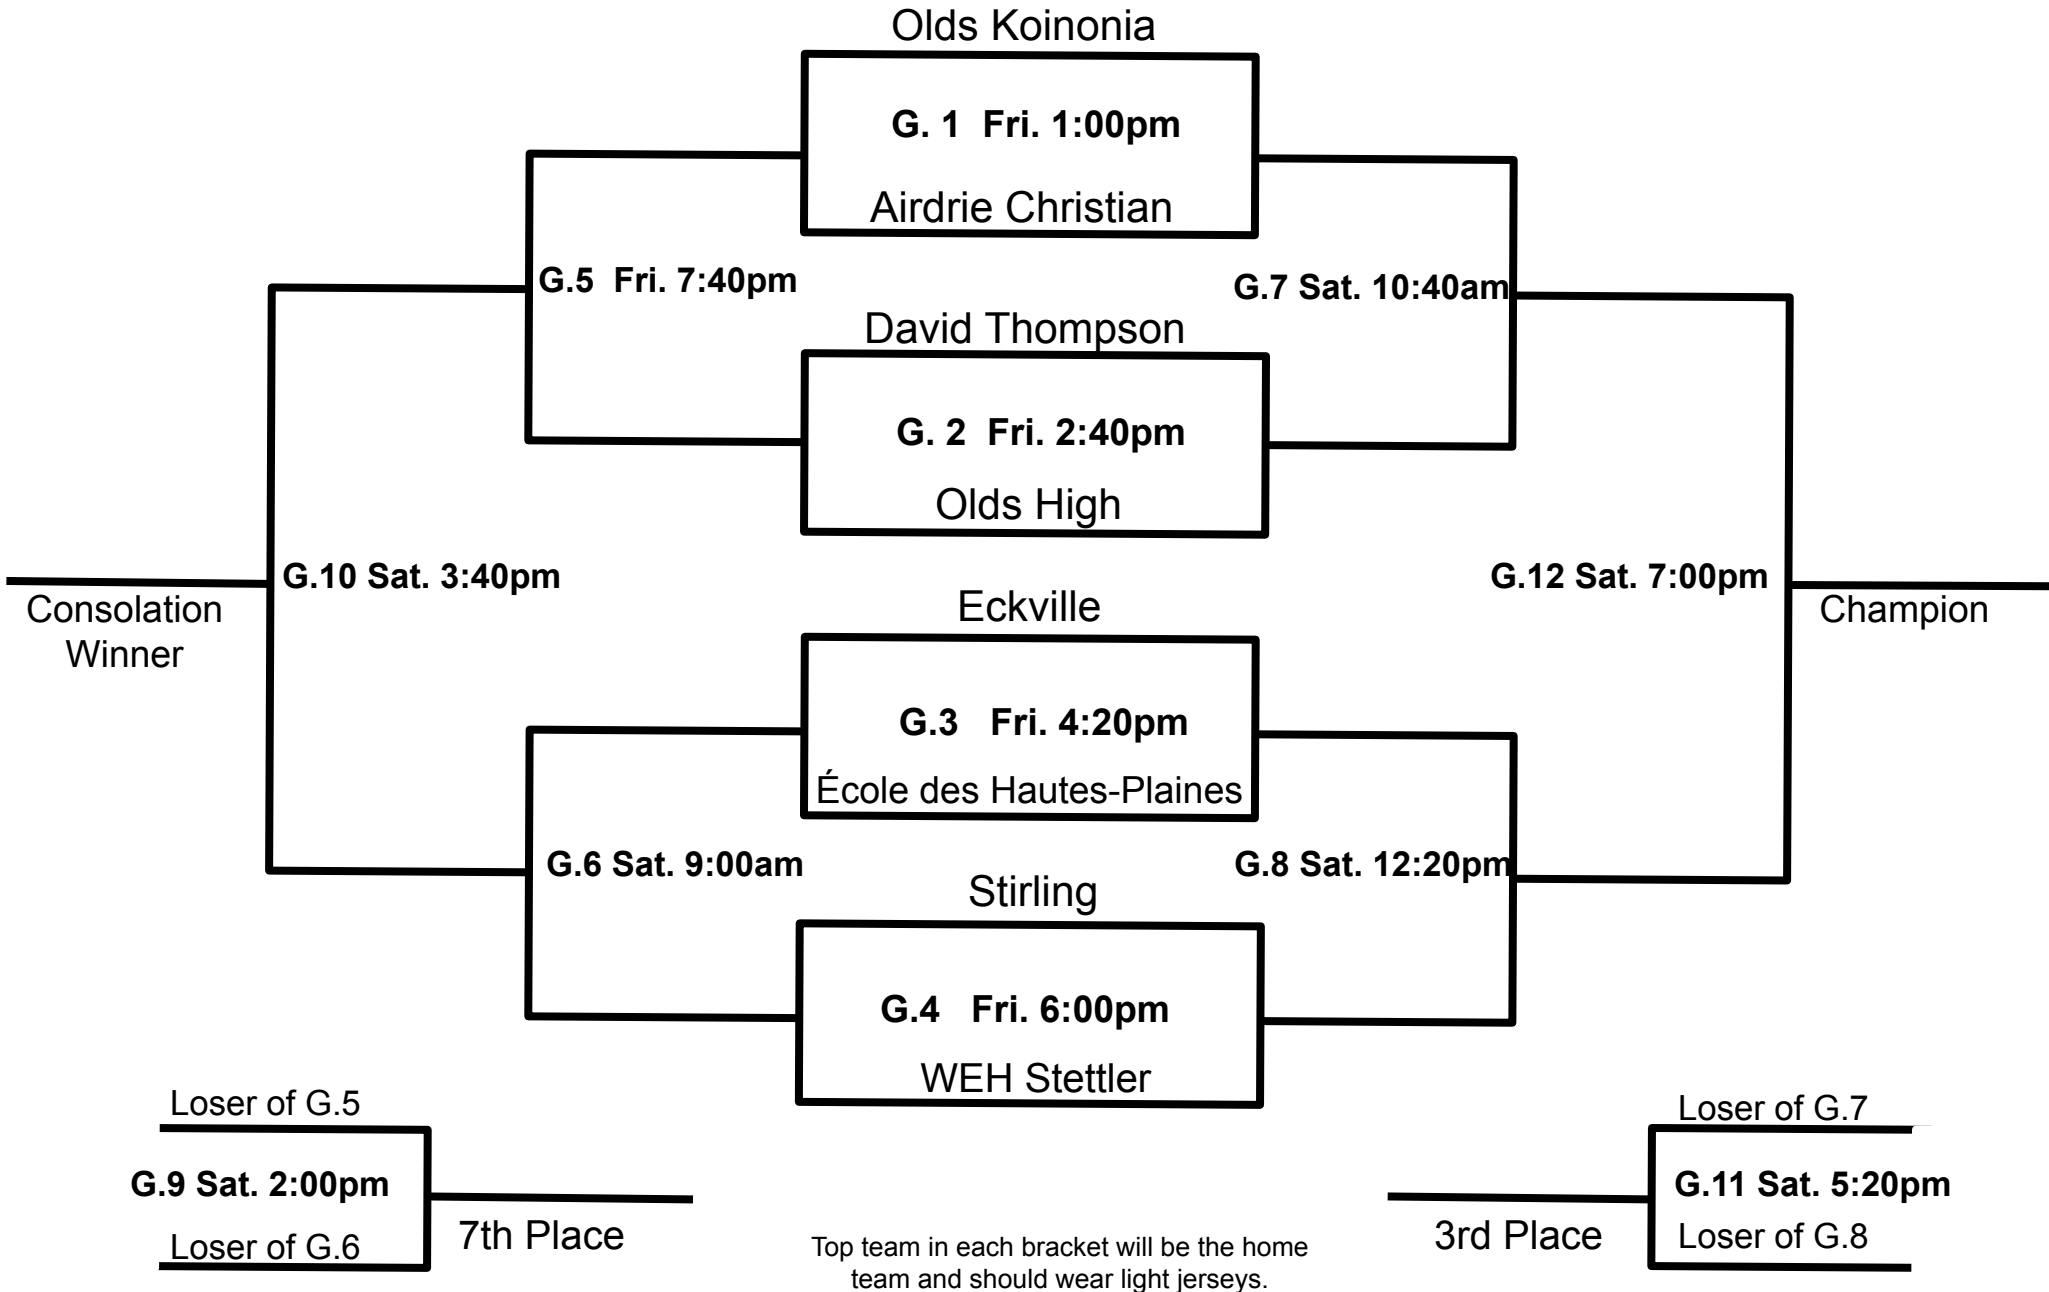 Olds Koinonia
G. 1 Fri. 1:00pm
Airdrie Christian
G.5 Fri. 7:40pm
G.7 Sat. 10:40am
David Thompson
G. 2 Fri. 2:40pm
Olds High
G.10 Sat. 3:40pm
G.12 Sat. 7:00pm
Consolation
Winner
Eckville
Champion
G.3 Fri. 4:20pm
École des Hautes-Plaines
G.6 Sat. 9:00am
G.8 Sat. 12:20pm
Stirling
G.4 Fri. 6:00pm
WEH Stettler
Loser of G.5
G.9 Sat. 2:00pm
Loser of G.6
7th Place
Loser of G.7
G.11 Sat. 5:20pm
Loser of G.8
3rd Place
Top team in each bracket will be the home
team and should wear light jerseys.